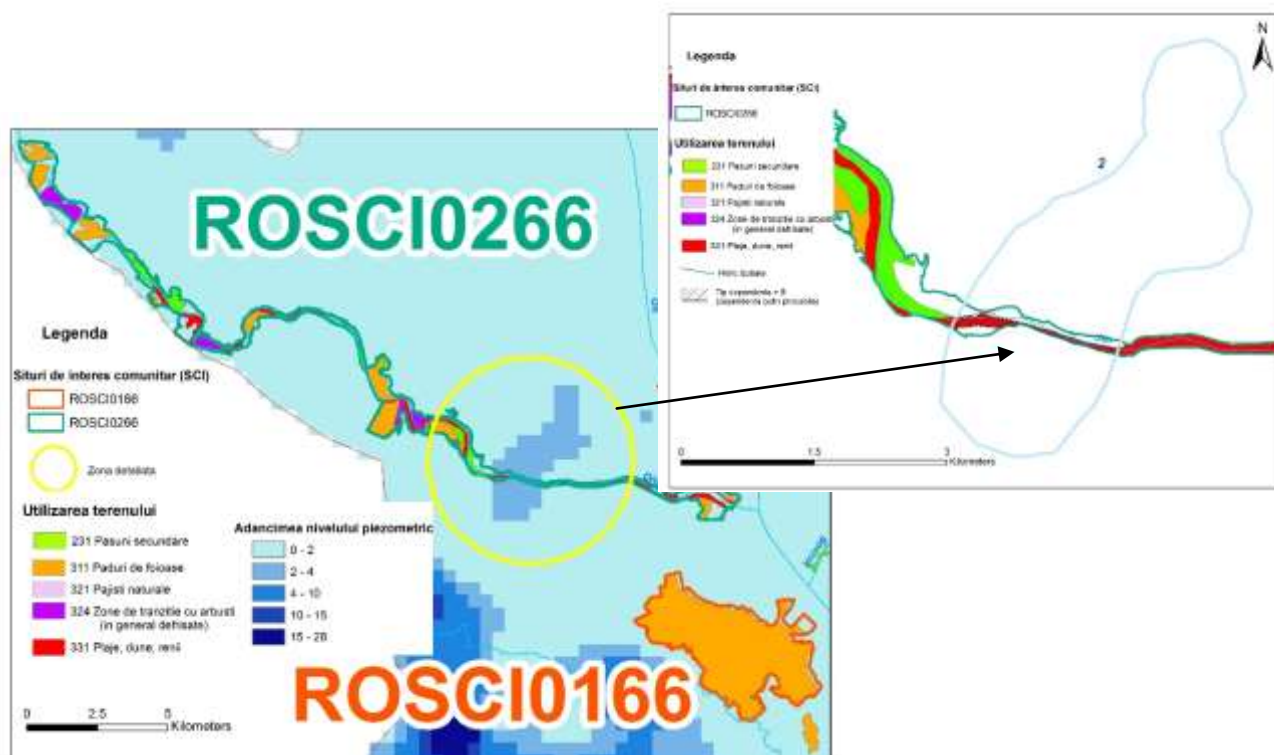 ROSCI0266
Legenda
Situri de interes comunitar (SCI)
ROSCI0166
ROSCI0266
Zona detaliata
Utilizarea terenului
231 Pasuni secundare
311 Paduri de foioase
321 Pajisti naturale
324 Zone de tranzitie cu arbusti
(in general defrisate)
331 Plaje, dune, renii
Adancimea nivelului piezometric
0 - 2
2 - 4
4 - 10
10 - 15
15 - 28
0 2.5 5
Kilometers
ROSCI0166
Legenda
Situri de interes comunitar (SCI)
ROSCI0266
Utilizarea terenului
231 Pasuni secundare
311 Paduri de foioase
321 Pajisti naturale
324 Zone de tranzitie cu arbusti
(in general defrisate)
331 Plaje, dune, renii
N
2
0 1.5 3
Kilometers